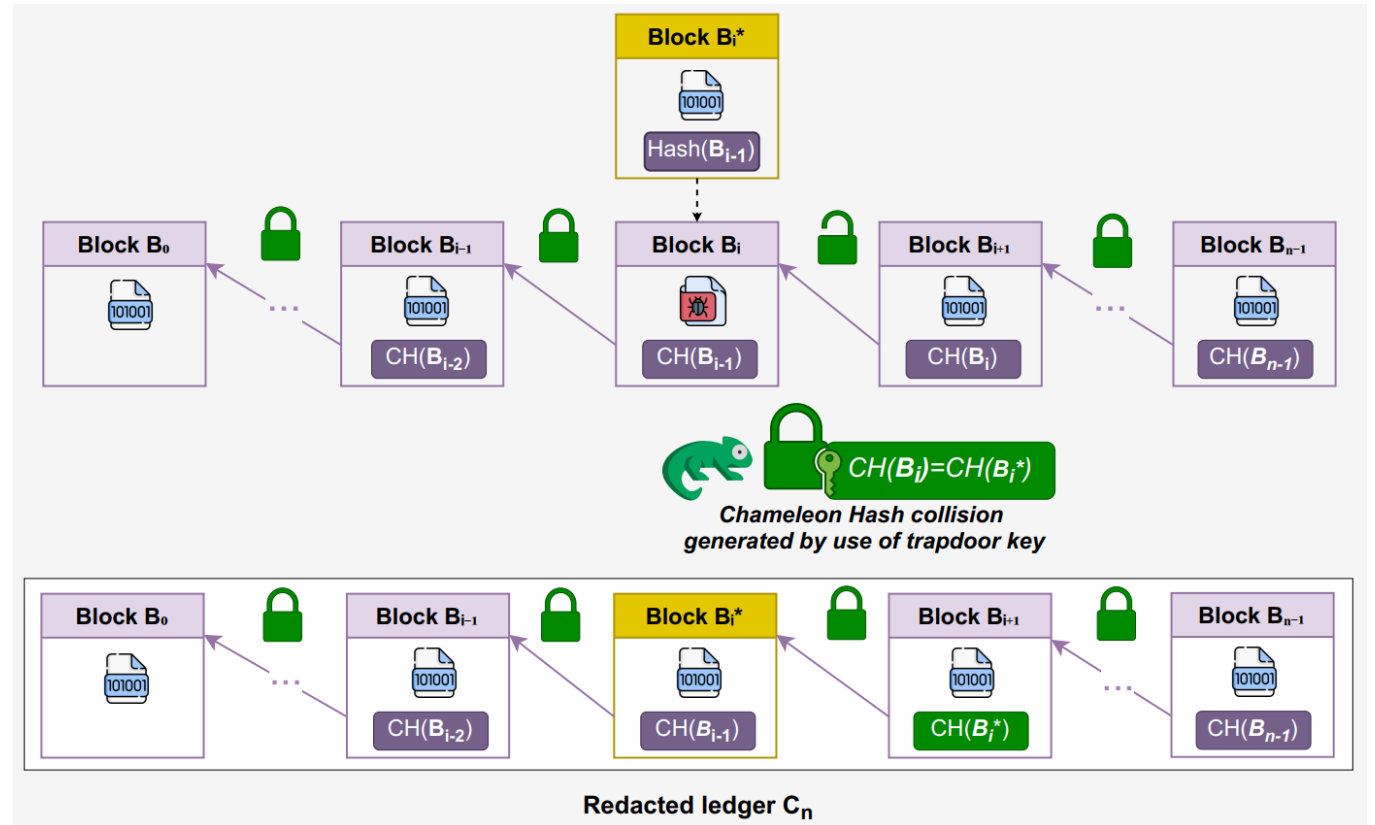 Block Bᵢ*
101001
Hash(Bᵢ₋₁)
Block B₀
Block Bᵢ₋₁
Block Bᵢ
Block Bᵢ₊₁
Block Bₙ₋₁
101001
...
101001
101001
...
101001
CH(Bᵢ₋₂)
CH(Bᵢ₋₁)
CH(Bᵢ)
CH(Bₙ₋₁)
CH(Bᵢ)=CH(Bᵢ*)
Chameleon Hash collision
generated by use of trapdoor key
Block B₀
Block Bᵢ₋₁
Block Bᵢ*
Block Bᵢ₊₁
Block Bₙ₋₁
101001
...
101001
101001
101001
...
101001
CH(Bᵢ₋₂)
CH(Bᵢ₋₁)
CH(Bᵢ*)
CH(Bₙ₋₁)
Redacted ledger Cₙ